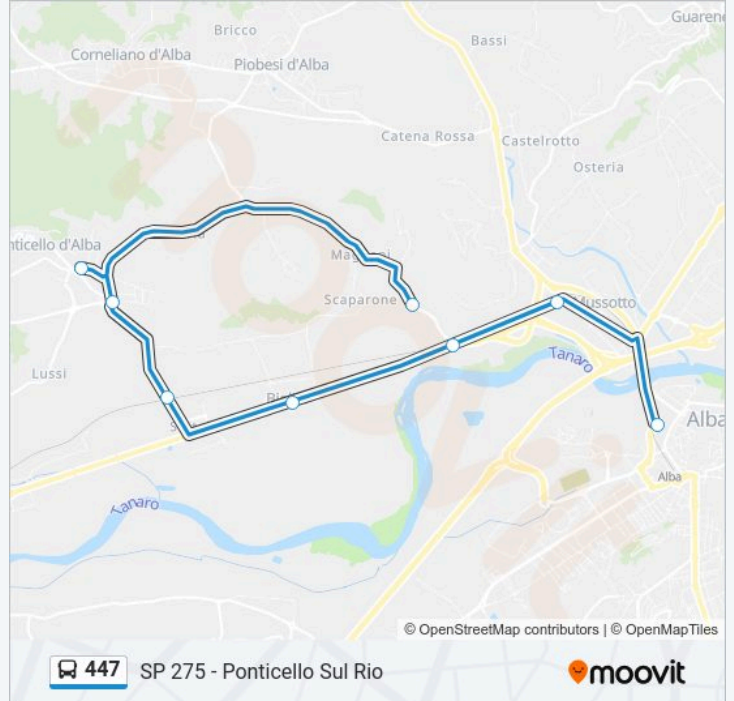 Guarene
Bricco
Bassi
Corneliano d'Alba
Piobesi d'Alba
Catena Rossa
Castelrotto
Osteria
nticello d'Alba
Scaparone
Mussotto
Tanaro
Lussi
Alba
Tanaro
Alba
© OpenStreetMap contributors | © OpenMapTiles
447
SP 275 - Ponticello Sul Rio
moovit